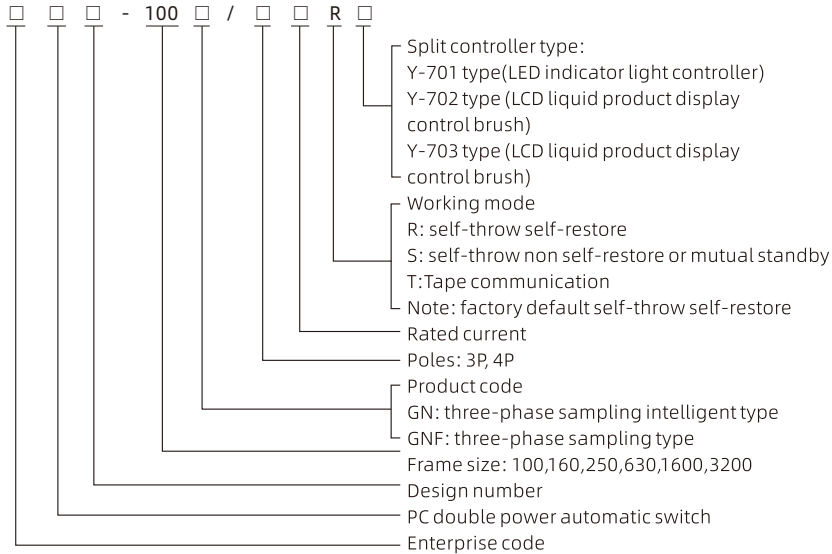 □ □ □ - 100 □ / □ □ R □
Split controller type:
Y-701 type(LED indicator light controller)
Y-702 type (LCD liquid product display
control brush)
Y-703 type (LCD liquid product display
control brush)
Working mode
R: self-throw self-restore
S: self-throw non self-restore or mutual standby
T:Tape communication
Note: factory default self-throw self-restore
Rated current
Poles: 3P, 4P
Product code
GN: three-phase sampling intelligent type
GNF: three-phase sampling type
Frame size: 100,160,250,630,1600,3200
Design number
PC double power automatic switch
Enterprise code